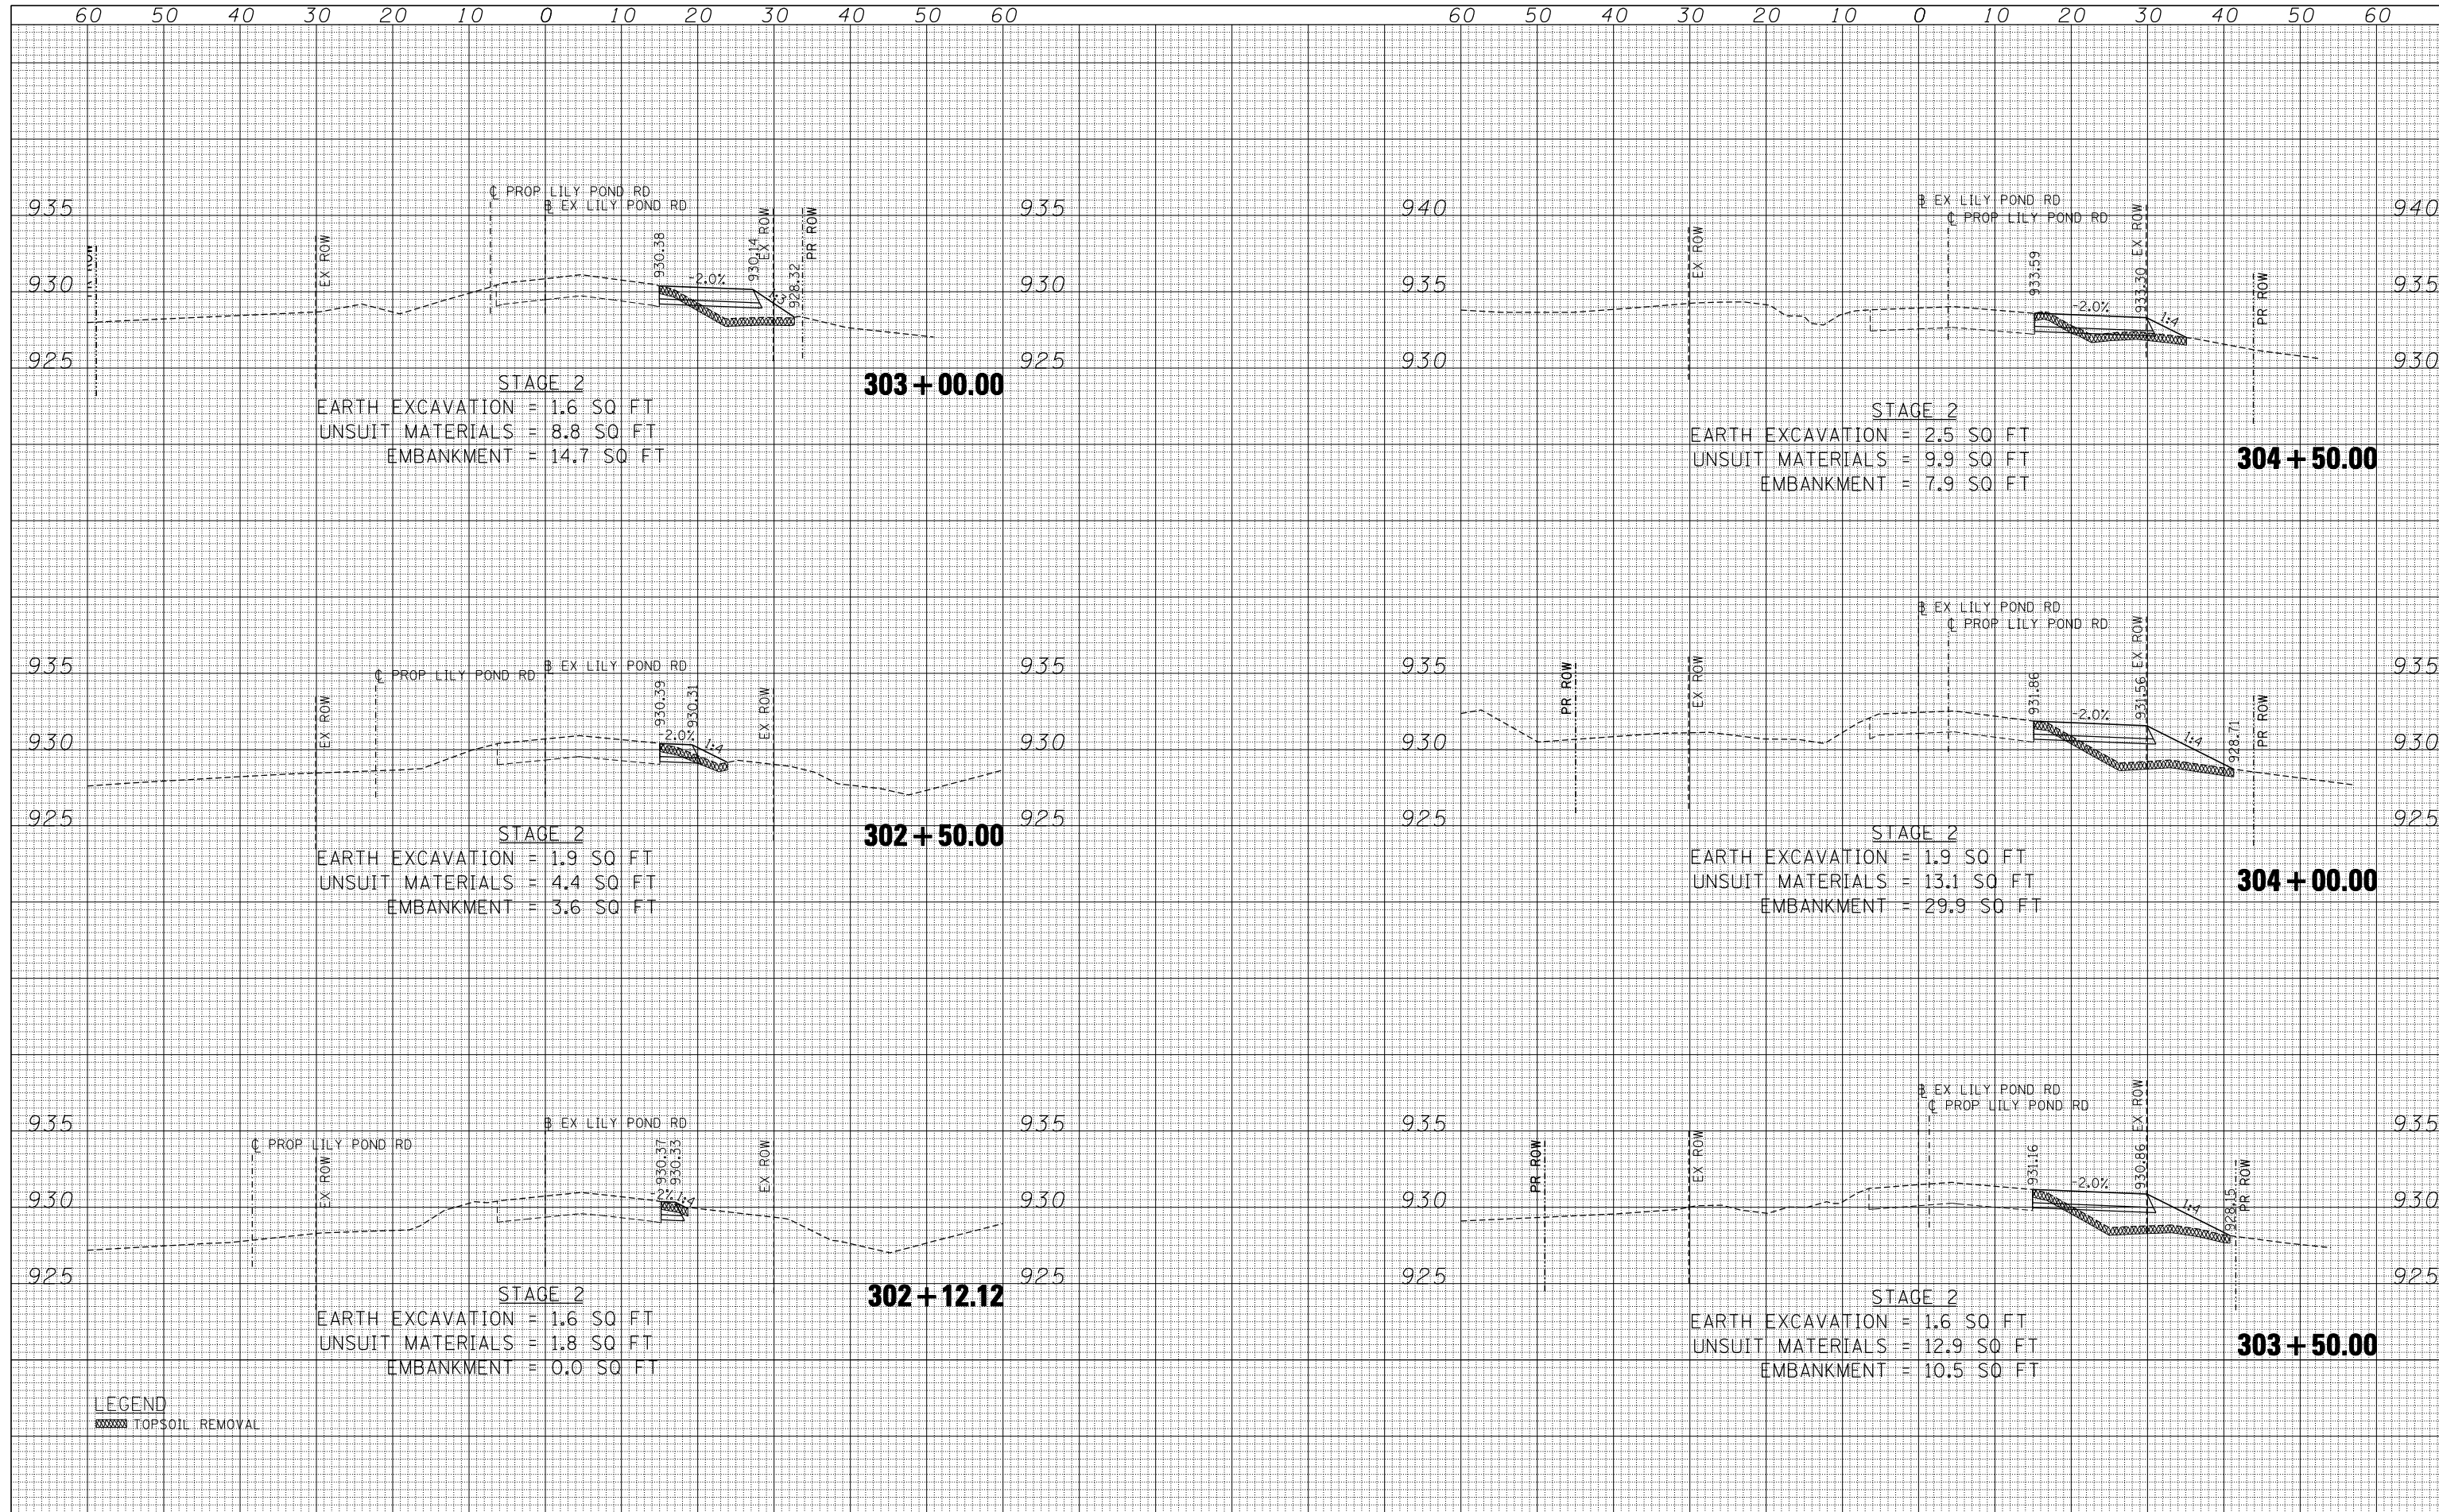 60 50 40 30 20 10 0 10 20 30 40 50 60
60 50 40 30 20 10 0 10 20 30 40 50 60
℄ PROP LILY POND RD
EX LILY POND RD
935
935
930
930
925
925
ROW
EX ROW
930.38
-2.0%
930.14
EX ROW
1:3
928.32
PR ROW
STAGE 2
EARTH EXCAVATION = 1.6 SQ FT
UNSUIT MATERIALS = 8.8 SQ FT
EMBANKMENT = 14.7 SQ FT
303+00.00
℄ PROP LILY POND RD
EX LILY POND RD
935
935
930
930
925
925
EX ROW
930.39
930.31
-2.0%
1:4
EX ROW
STAGE 2
EARTH EXCAVATION = 1.9 SQ FT
UNSUIT MATERIALS = 4.4 SQ FT
EMBANKMENT = 3.6 SQ FT
302+50.00
EX LILY POND RD
℄ PROP LILY POND RD
935
935
930
930
925
925
EX ROW
930.37
930.33
-2%
1:4
EX ROW
STAGE 2
EARTH EXCAVATION = 1.6 SQ FT
UNSUIT MATERIALS = 1.8 SQ FT
EMBANKMENT = 0.0 SQ FT
302+12.12
LEGEND
TOPSOIL REMOVAL
EX LILY POND RD
℄ PROP LILY POND RD
940
940
935
935
930
930
EX ROW
933.59
-2.0%
933.30
EX ROW
1:4
PR ROW
STAGE 2
EARTH EXCAVATION = 2.5 SQ FT
UNSUIT MATERIALS = 9.9 SQ FT
EMBANKMENT = 7.9 SQ FT
304+50.00
EX LILY POND RD
℄ PROP LILY POND RD
935
935
930
930
925
925
PR ROW
EX ROW
931.86
-2.0%
931.56
EX ROW
1:4
928.71
PR ROW
STAGE 2
EARTH EXCAVATION = 1.9 SQ FT
UNSUIT MATERIALS = 13.1 SQ FT
EMBANKMENT = 29.9 SQ FT
304+00.00
EX LILY POND RD
℄ PROP LILY POND RD
935
935
930
930
925
925
PR ROW
EX ROW
931.16
-2.0%
930.86
EX ROW
1:4
928.15
PR ROW
STAGE 2
EARTH EXCAVATION = 1.6 SQ FT
UNSUIT MATERIALS = 12.9 SQ FT
EMBANKMENT = 10.5 SQ FT
303+50.00